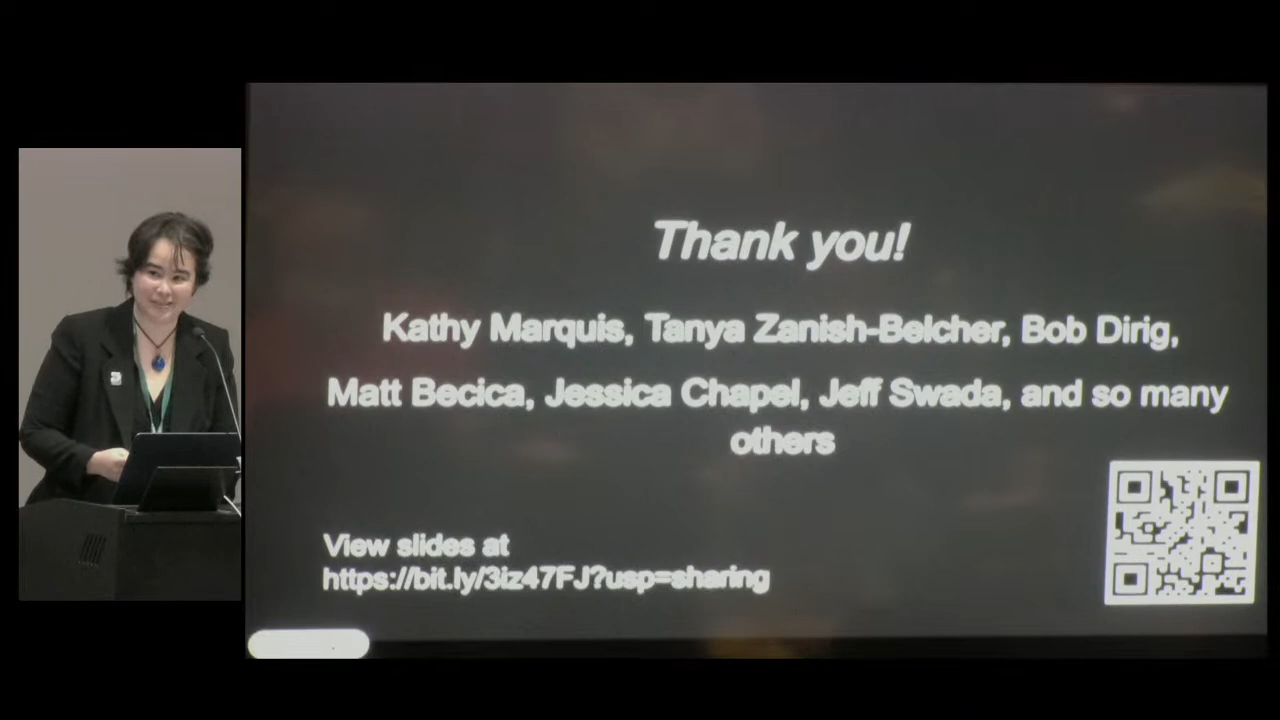 Thank you!
Kathy Marquis, Tanya Zanish-Belcher, Bob Dirig,
Matt Becica, Jessica Chapel, Jeff Swada, and so many
others
View slides at
https://bit.ly/3iz47FJ?usp=sharing